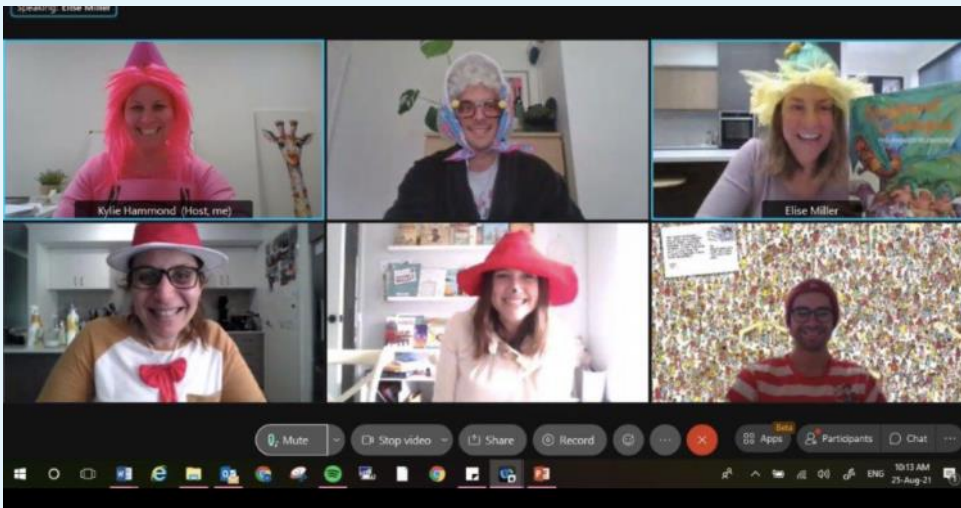 Speaking: Elise Miller
Kylie Hammond (Host, me)
Elise Miller
Mute
Stop video
Share
Record
Apps
Beta
Participants
Chat
ENG
10:13 AM
25-Aug-21